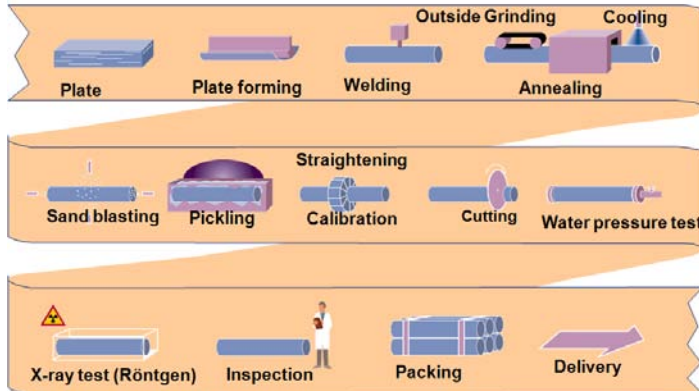 Outside Grinding
Cooling
Plate
Plate forming
Welding
Annealing
Straightening
Sand blasting
Pickling
Calibration
Cutting
Water pressure test
X-ray test (Röntgen)
Inspection
Packing
Delivery